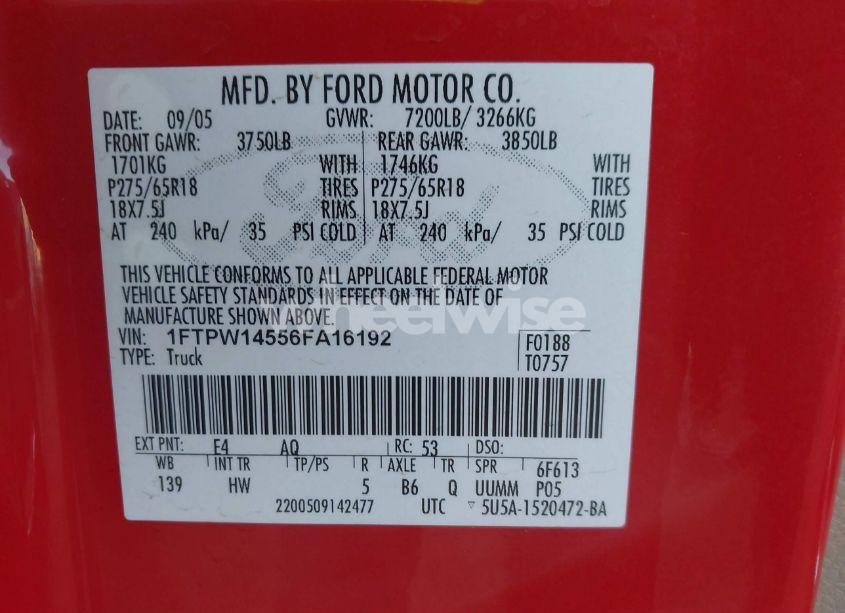 MFD. BY FORD MOTOR CO.
DATE: 09/05 GVWR: 7200LB/ 3266KG
FRONT GAWR: 3750LB REAR GAWR: 3850LB
1701KG WITH 1746KG WITH
P275/65R18 TIRES P275/65R18 TIRES
18X7.5J RIMS 18X7.5J RIMS
AT 240 kPa/ 35 PSI COLD AT 240 kPa/ 35 PSI COLD
Ford
THIS VEHICLE CONFORMS TO ALL APPLICABLE FEDERAL MOTOR
VEHICLE SAFETY STANDARDS IN EFFECT ON THE DATE OF
MANUFACTURE SHOWN ABOVE.
wheelwise
VIN: 1FTPW14556FA16192 F0188
TYPE: Truck T0757
EXT PNT: E4 AQ RC: 53 DSO:
WB INT TR TP/PS R AXLE TR SPR 6F613
139 HW 5 B6 Q UUMM P05
2200509142477 UTC ▽ 5U5A-1520472-BA